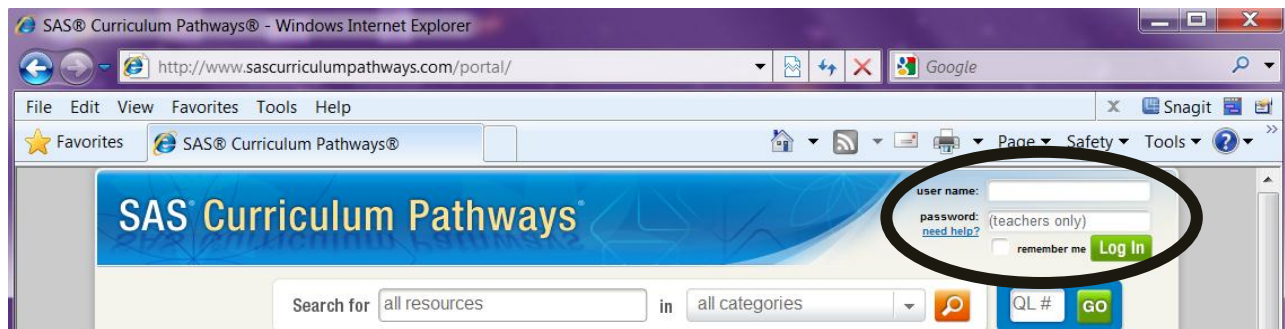 SAS® Curriculum Pathways® - Windows Internet Explorer
http://www.sascurriculumpathways.com/portal/
Google
File Edit View Favorites Tools Help
x Snagit
Favorites
SAS® Curriculum Pathways®
Page Safety Tools
SAS® Curriculum Pathways®
user name:
password: (teachers only)
need help?
remember me Log In
Search for all resources in all categories
QL # GO